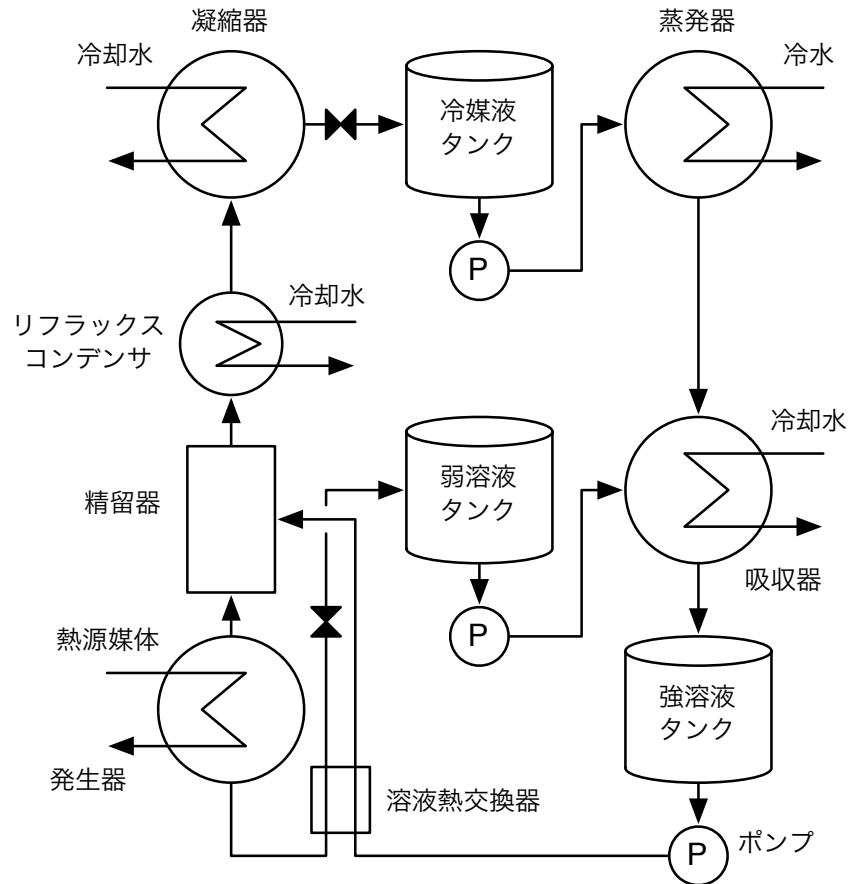 凝縮器
蒸発器
冷却水
冷水
冷媒液
タンク
P
冷却水
リフラックス
コンデンサ
冷却水
弱溶液
タンク
精留器
吸収器
P
熱源媒体
強溶液
タンク
発生器
溶液熱交換器
ポンプ
P